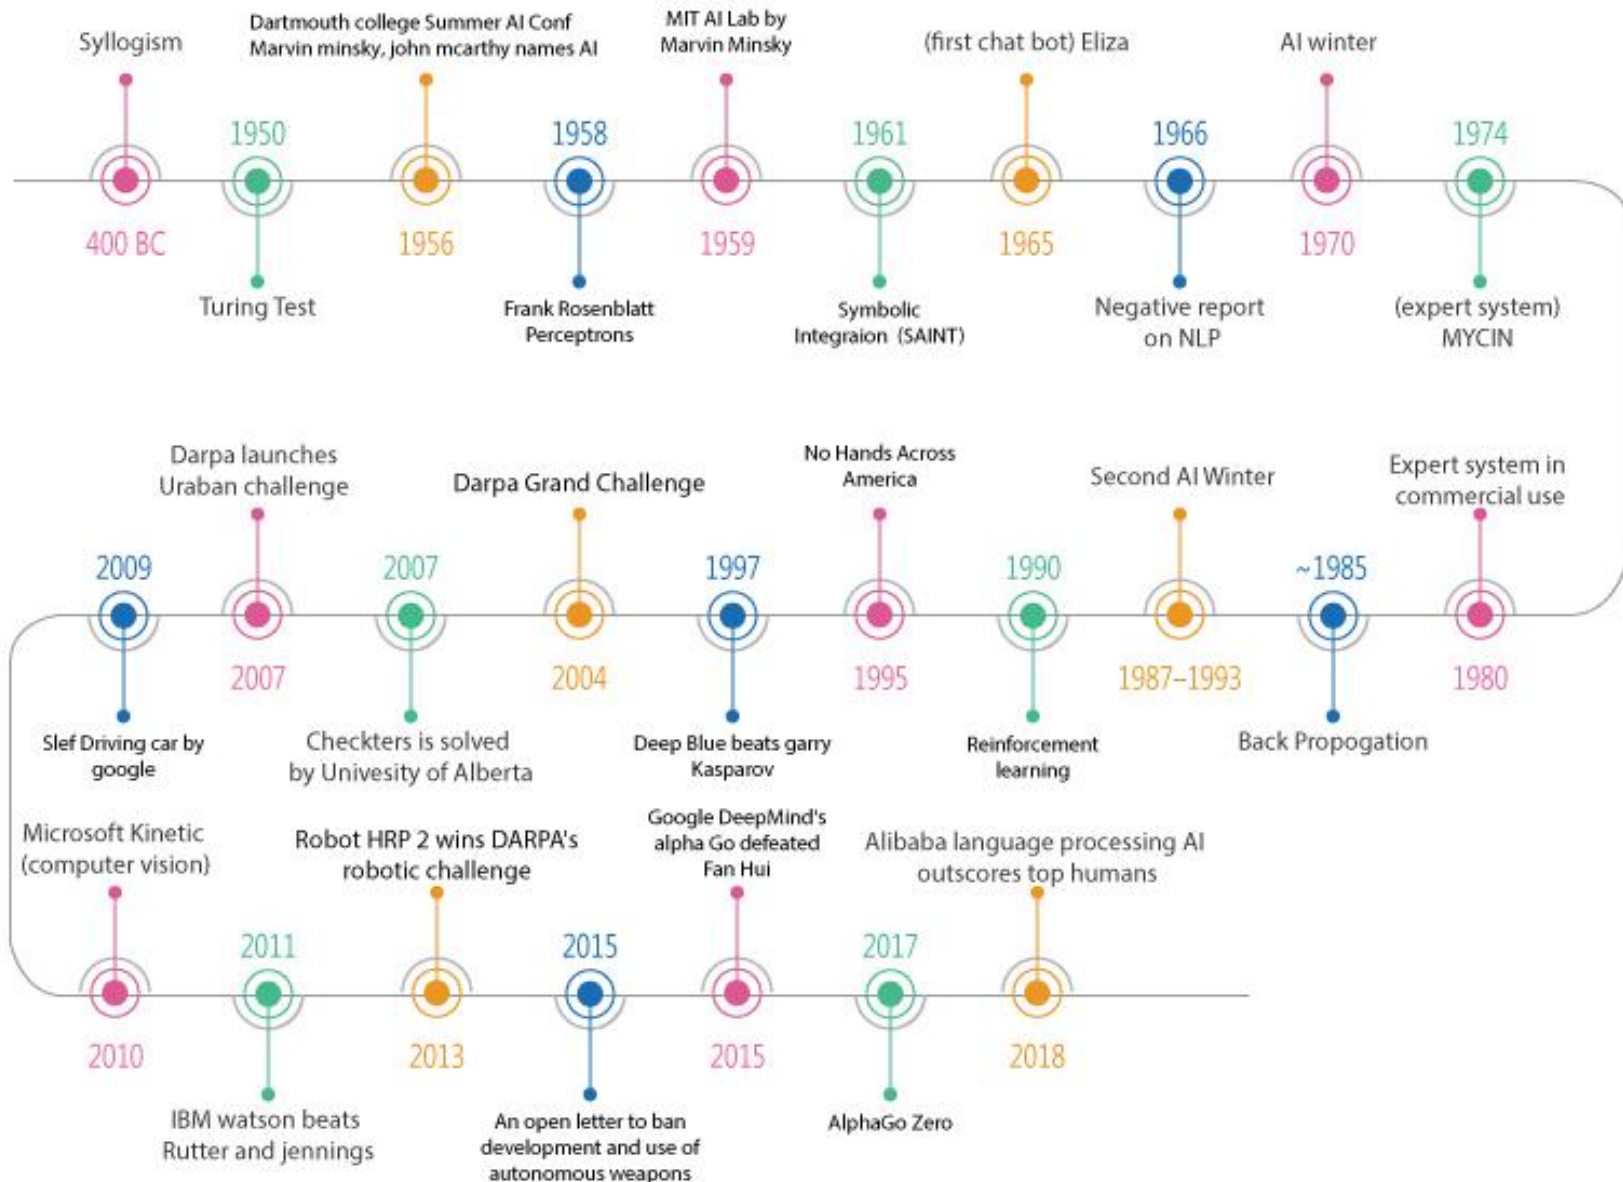 Syllogism
400 BC
1950
Turing Test
Dartmouth college Summer AI Conf
Marvin minsky, john mcarthy names AI
1956
1958
Frank Rosenblatt
Perceptrons
MIT AI Lab by
Marvin Minsky
1959
1961
Symbolic
Integraion (SAINT)
(first chat bot) Eliza
1965
1966
Negative report
on NLP
AI winter
1970
1974
(expert system)
MYCIN
Expert system in
commercial use
1980
~1985
Back Propogation
Second AI Winter
1987–1993
1990
Reinforcement
learning
No Hands Across
America
1995
1997
Deep Blue beats garry
Kasparov
Darpa Grand Challenge
2004
2007
Checkters is solved
by Univesity of Alberta
Darpa launches
Uraban challenge
2007
2009
Slef Driving car by
google
Microsoft Kinetic
(computer vision)
2010
2011
IBM watson beats
Rutter and jennings
Robot HRP 2 wins DARPA's
robotic challenge
2013
2015
An open letter to ban
development and use of
autonomous weapons
Google DeepMind's
alpha Go defeated
Fan Hui
2015
2017
AlphaGo Zero
Alibaba language processing AI
outscores top humans
2018